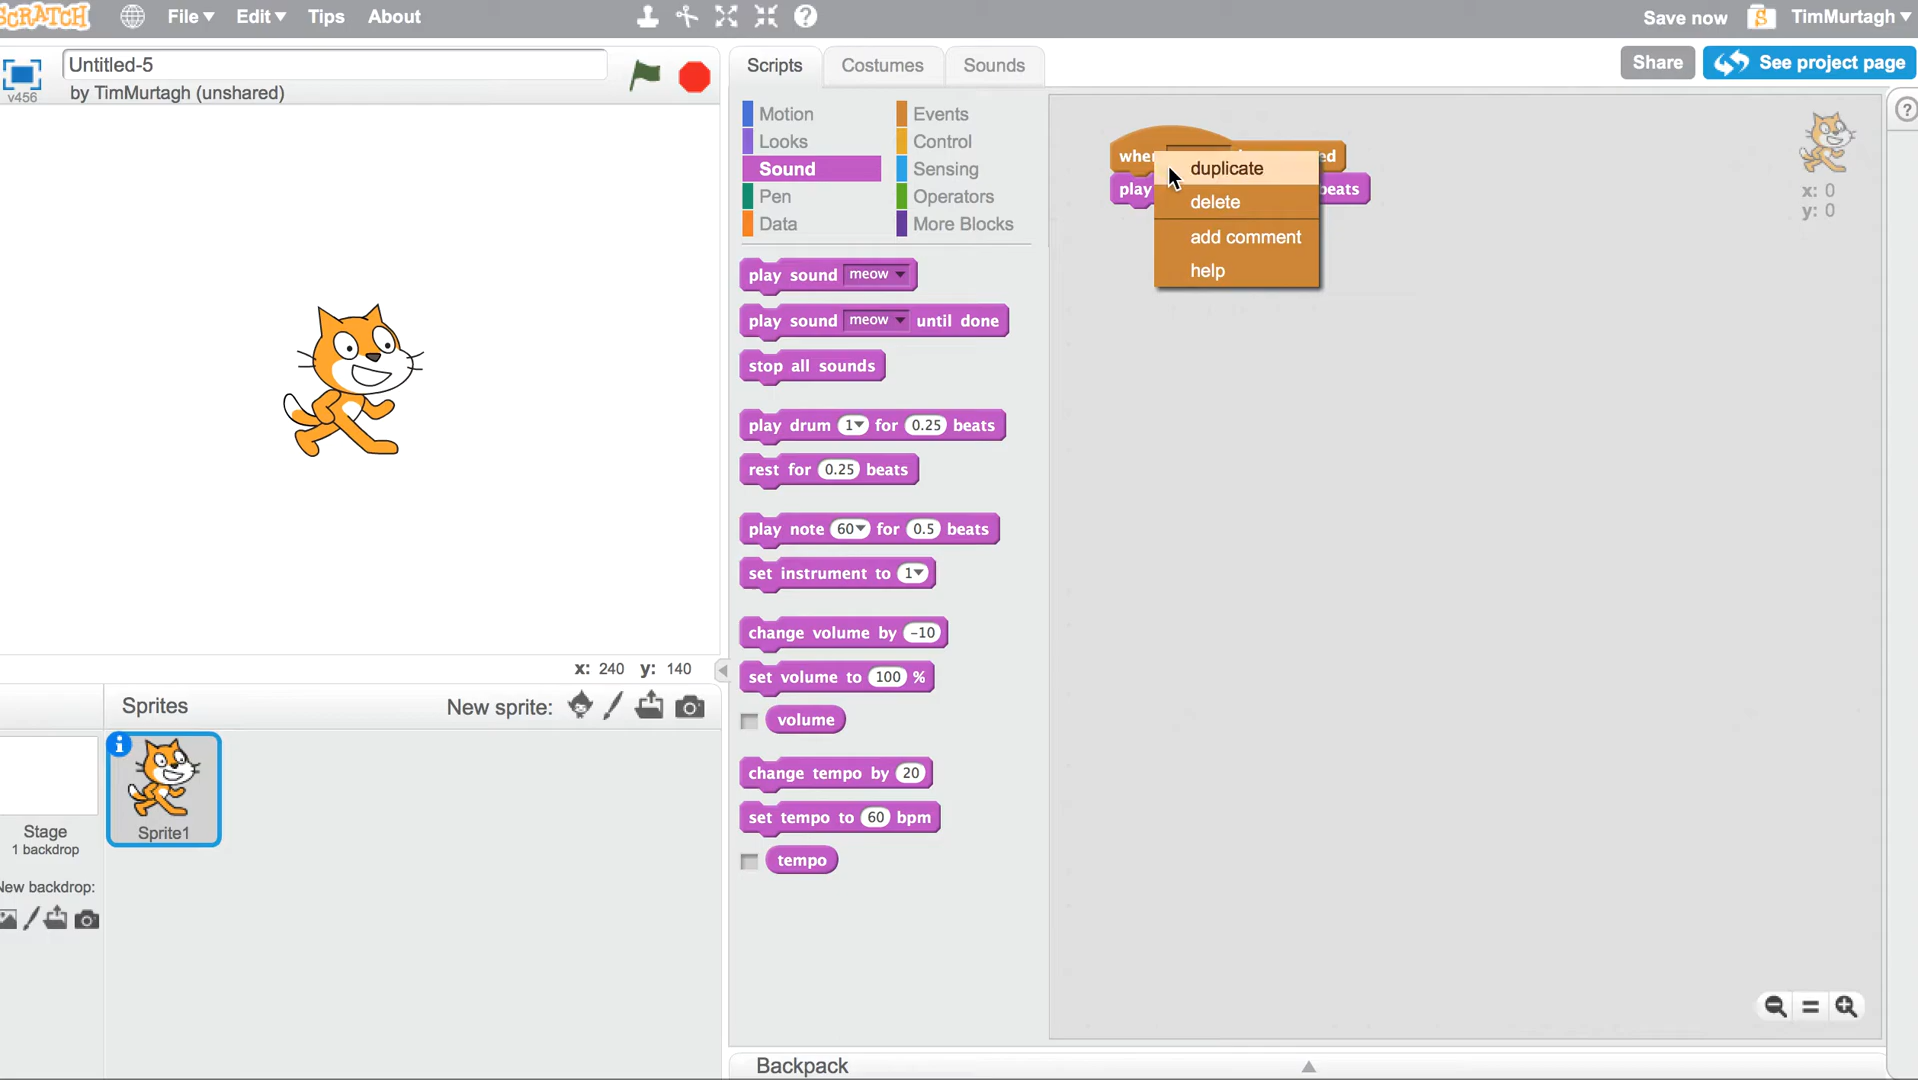 SCRATCH File Edit Tips About Save now S TimMurtagh
v456
Untitled-5
by TimMurtagh (unshared)
Scripts Costumes Sounds
Share See project page
Motion Events
Looks Control
Sound Sensing
Pen Operators
Data More Blocks
play sound meow
play sound meow until done
stop all sounds
play drum 1 for 0.25 beats
rest for 0.25 beats
play note 60 for 0.5 beats
set instrument to 1
change volume by -10
set volume to 100 %
volume
change tempo by 20
set tempo to 60 bpm
tempo
play beats
duplicate
delete
add comment
help
x: 0
y: 0
?
x: 240 y: 140
Sprites New sprite:
i
Sprite1
Stage
1 backdrop
New backdrop:
Backpack